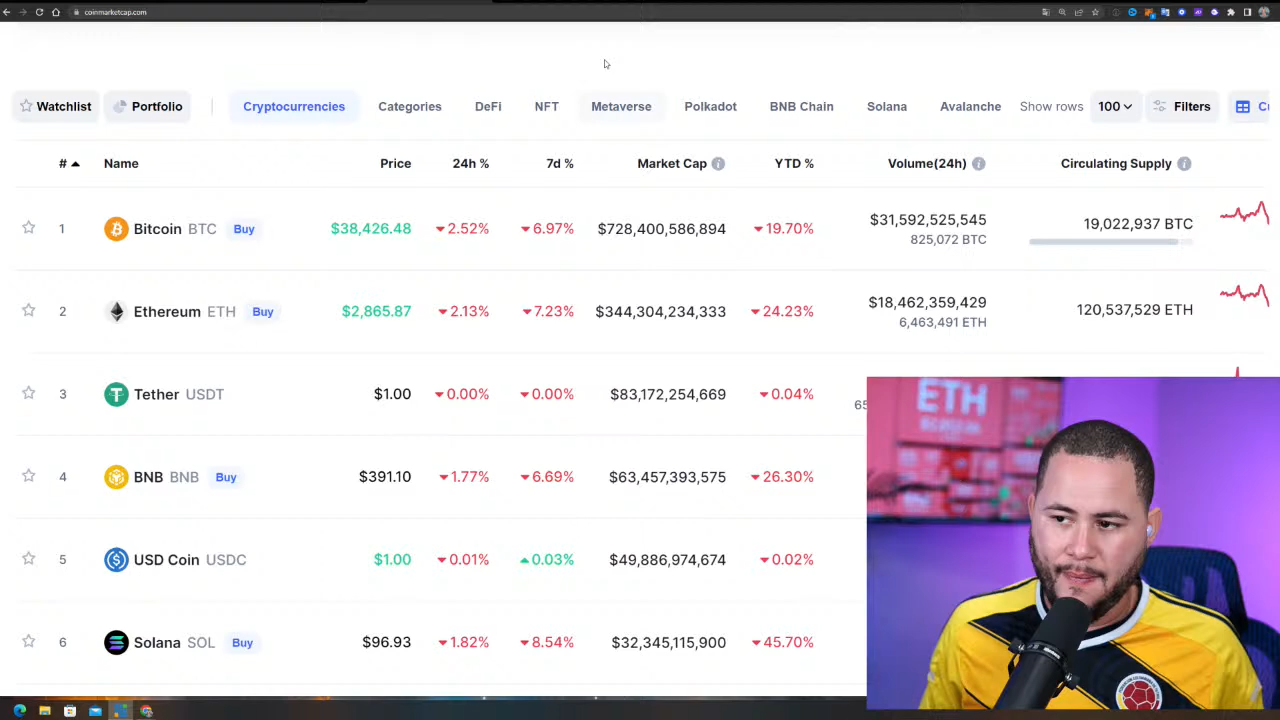 coinmarketcap.com
Watchlist Portfolio Cryptocurrencies Categories DeFi NFT Metaverse Polkadot BNB Chain Solana Avalanche Show rows 100 Filters
# Name Price 24h % 7d % Market Cap YTD % Volume(24h) Circulating Supply
1 Bitcoin BTC Buy $38,426.48 2.52% 6.97% $728,400,586,894 19.70% $31,592,525,545 19,022,937 BTC
825,072 BTC
2 Ethereum ETH Buy $2,865.87 2.13% 7.23% $344,304,234,333 24.23% $18,462,359,429 120,537,529 ETH
6,463,491 ETH
3 Tether USDT $1.00 0.00% 0.00% $83,172,254,669 0.04% 65
4 BNB BNB Buy $391.10 1.77% 6.69% $63,457,393,575 26.30%
5 USD Coin USDC $1.00 0.01% 0.03% $49,886,974,674 0.02%
6 Solana SOL Buy $96.93 1.82% 8.54% $32,345,115,900 45.70%
ETH